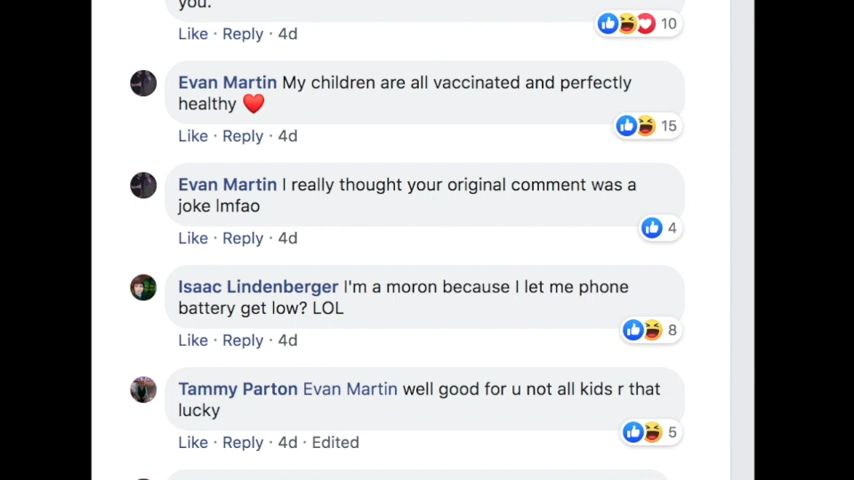 you.
Like · Reply · 4d
10
Evan Martin My children are all vaccinated and perfectly
healthy ❤️
15
Like · Reply · 4d
Evan Martin I really thought your original comment was a
joke lmfao
4
Like · Reply · 4d
Isaac Lindenberger I'm a moron because I let me phone
battery get low? LOL
8
Like · Reply · 4d
Tammy Parton Evan Martin well good for u not all kids r that
lucky
5
Like · Reply · 4d · Edited